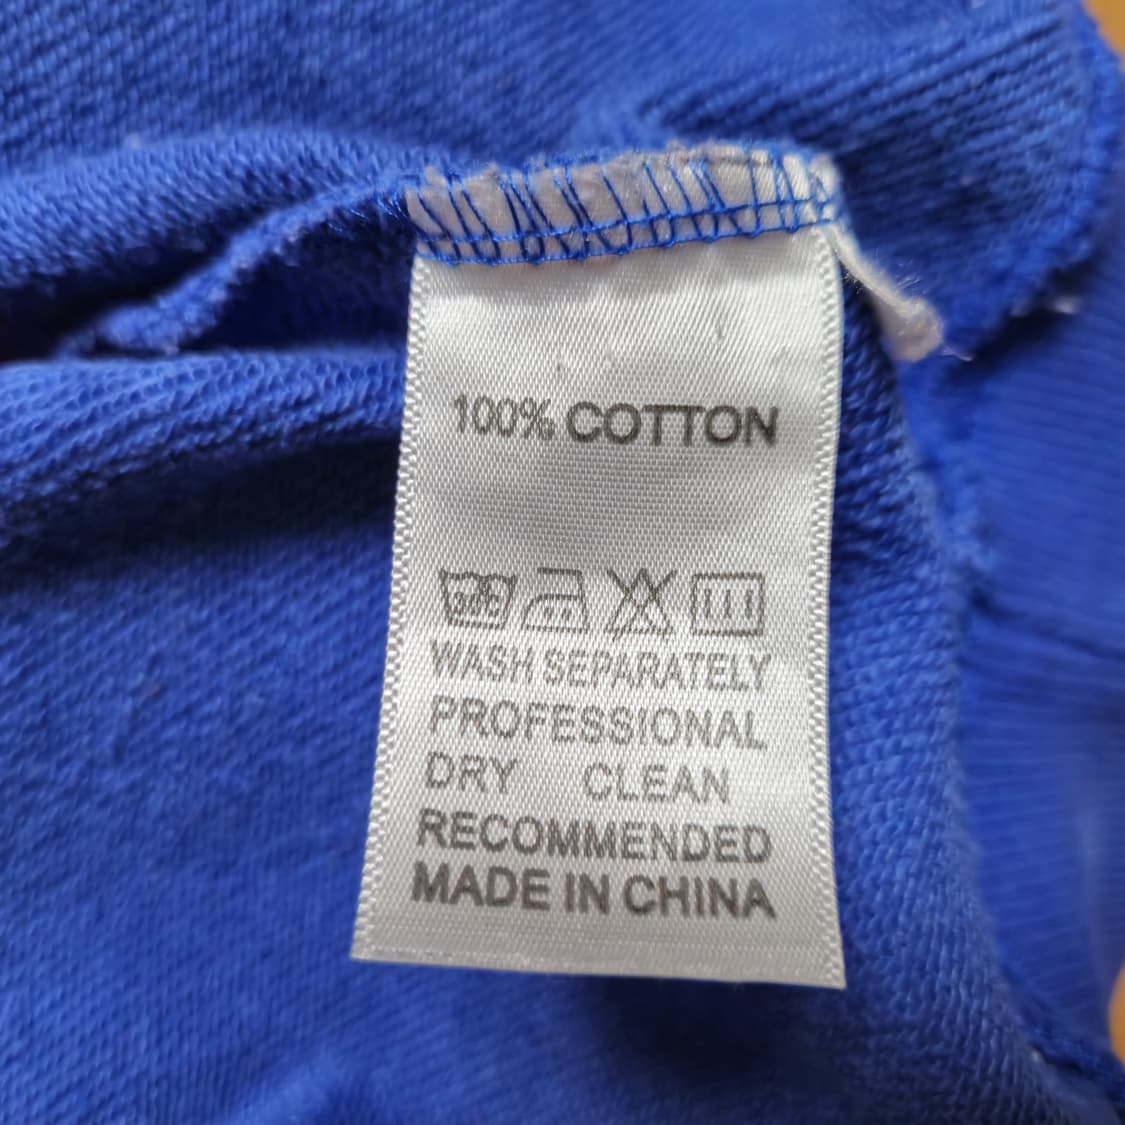 100% COTTON
30°C
WASH SEPARATELY
PROFESSIONAL
DRY CLEAN
RECOMMENDED
MADE IN CHINA